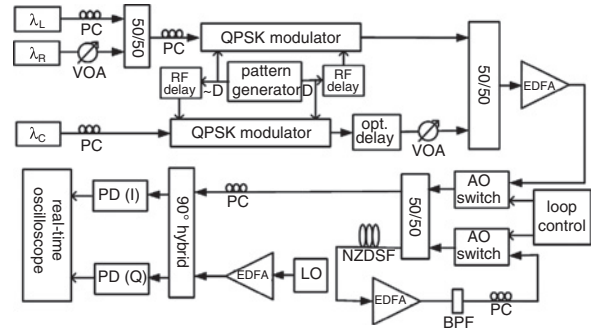 λL
PC
50/50
PC
QPSK modulator
λR
VOA
RF delay
~D
pattern generator
D
RF delay
50/50
EDFA
λC
PC
QPSK modulator
opt. delay
VOA
real-time oscilloscope
PD (I)
90° hybrid
PC
50/50
AO switch
loop control
NZDSF
AO switch
PD (Q)
EDFA
LO
EDFA
BPF
PC